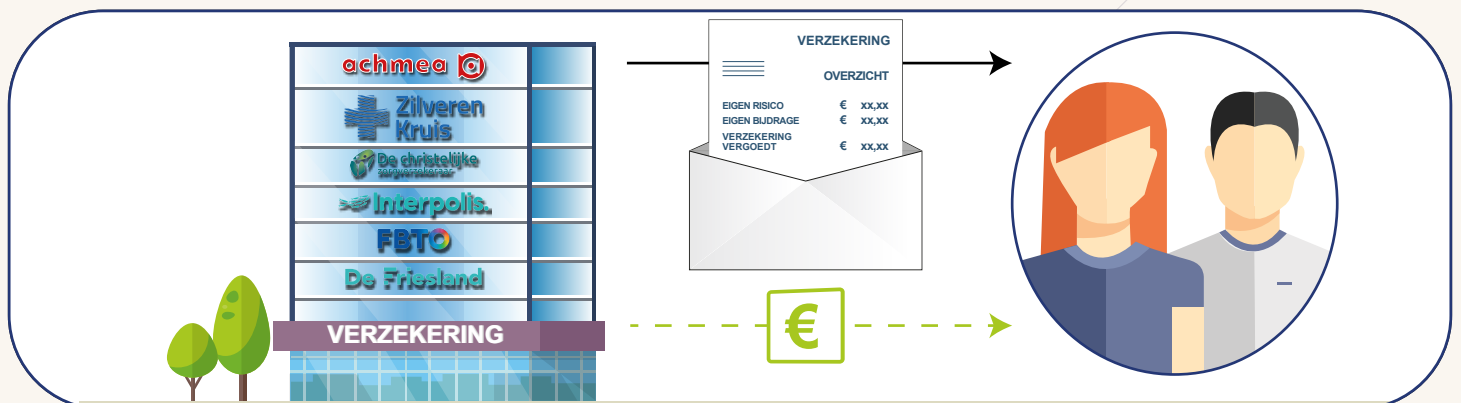 achmea
Zilveren
Kruis
De christelijke
zorgverzekeraar
Interpolis.
FBTO
De Friesland
VERZEKERING
VERZEKERING
OVERZICHT
EIGEN RISICO € xx,xx
EIGEN BIJDRAGE € xx,xx
VERZEKERING
VERGOEDT € xx,xx
€